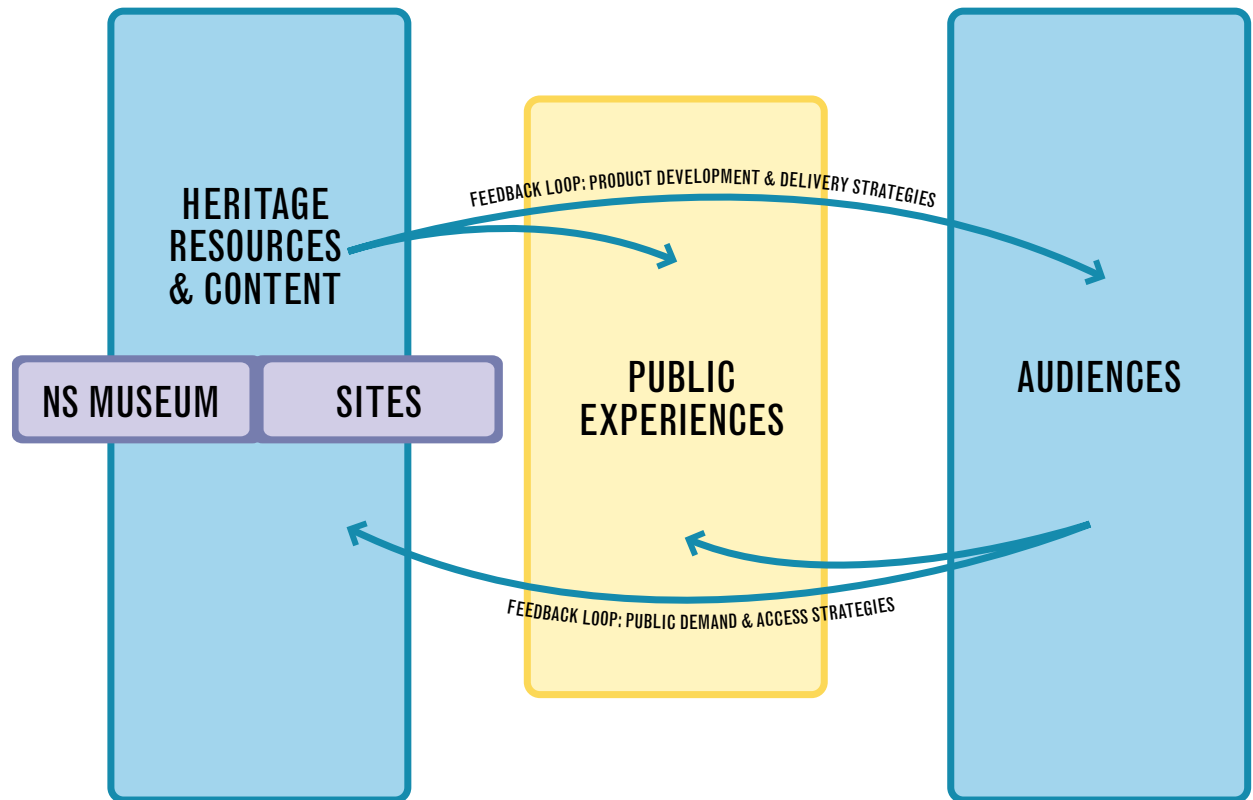 FEEDBACK LOOP: PRODUCT DEVELOPMENT & DELIVERY STRATEGIES
HERITAGE
RESOURCES
& CONTENT
NS MUSEUM
SITES
PUBLIC
EXPERIENCES
AUDIENCES
FEEDBACK LOOP: PUBLIC DEMAND & ACCESS STRATEGIES